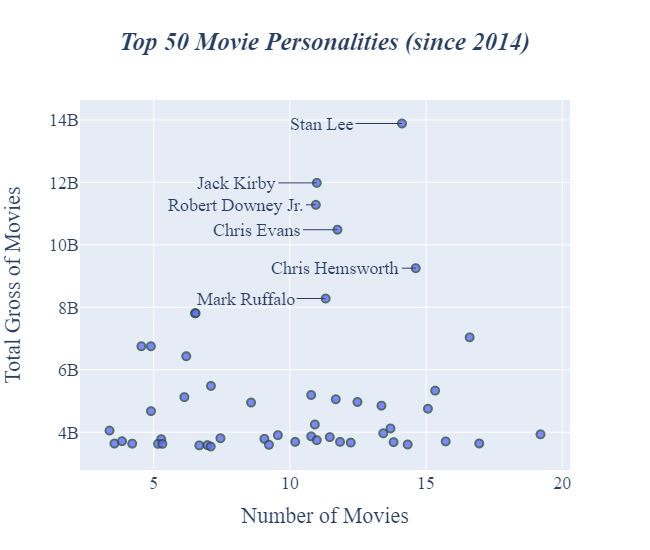 Top 50 Movie Personalities (since 2014)
14B
Stan Lee
12B
Jack Kirby
Robert Downey Jr.
Chris Evans
10B
Chris Hemsworth
Mark Ruffalo
8B
6B
4B
Total Gross of Movies
5 10 15 20
Number of Movies